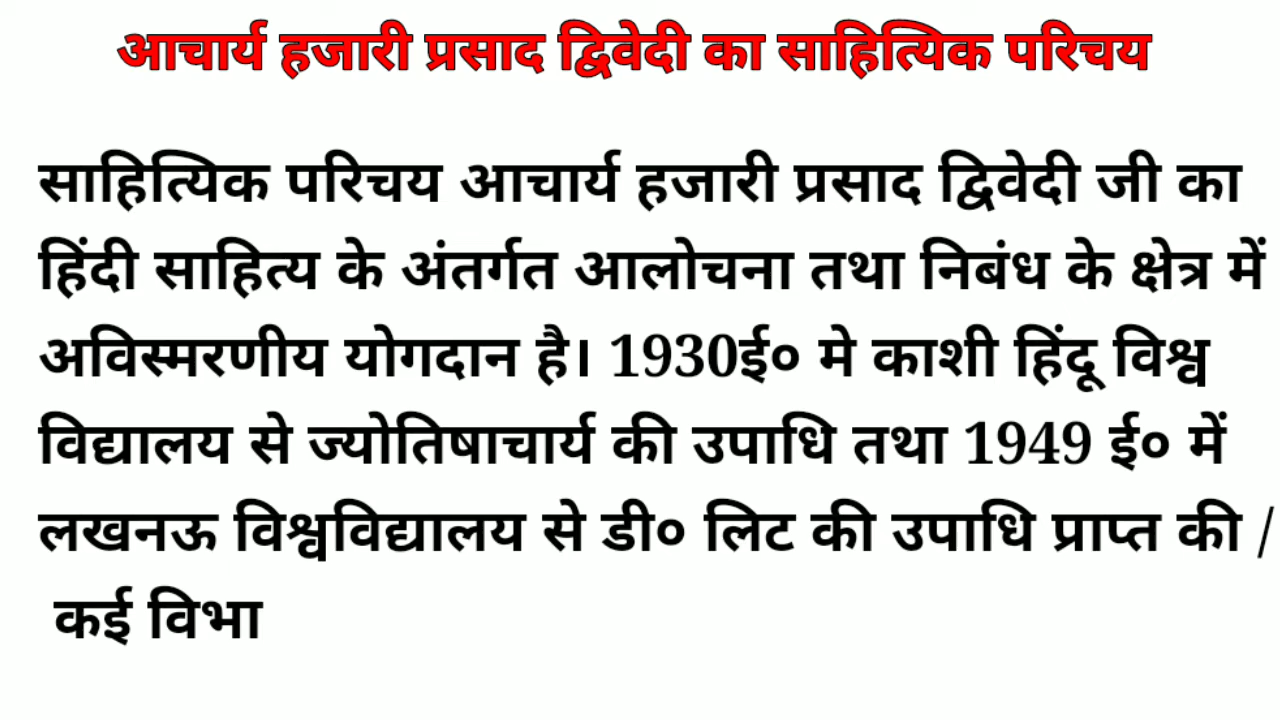 आचार्य हजारी प्रसाद द्विवेदी का साहित्यिक परिचय
साहित्यिक परिचय आचार्य हजारी प्रसाद द्विवेदी जी का
हिंदी साहित्य के अंतर्गत आलोचना तथा निबंध के क्षेत्र में
अविस्मरणीय योगदान है। 1930ई० मे काशी हिंदू विश्व
विद्यालय से ज्योतिषाचार्य की उपाधि तथा 1949 ई० में
लखनऊ विश्वविद्यालय से डी० लिट की उपाधि प्राप्त की /
कई विभा